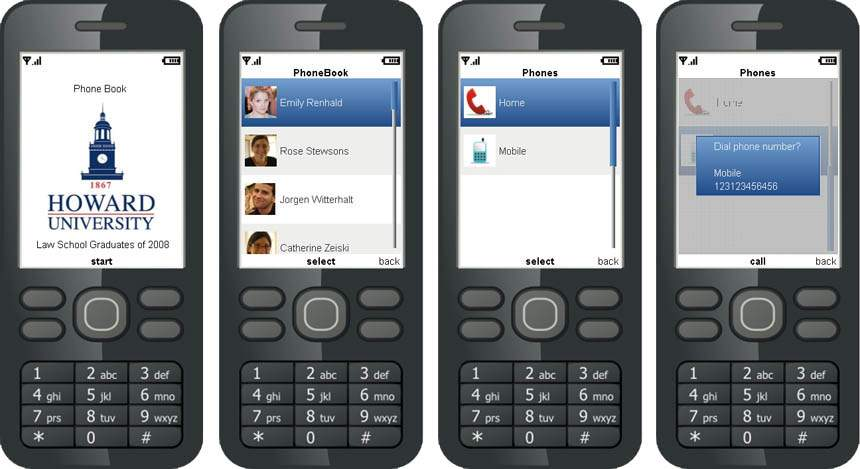 Phone Book
1867
HOWARD
UNIVERSITY
Law School Graduates of 2008
start
1 2 abc 3 def
4 ghi 5 jkl 6 mno
7 prs 8 tuv 9 wxyz
* 0 #
PhoneBook
Emily Renhald
Rose Stewsons
Jorgen Witterhalt
Catherine Zeiski
select back
1 2 abc 3 def
4 ghi 5 jkl 6 mno
7 prs 8 tuv 9 wxyz
* 0 #
Phones
Home
Mobile
select back
1 2 abc 3 def
4 ghi 5 jkl 6 mno
7 prs 8 tuv 9 wxyz
* 0 #
Phones
Home
Dial phone number?
Mobile
123123456456
call back
1 2 abc 3 def
4 ghi 5 jkl 6 mno
7 prs 8 tuv 9 wxyz
* 0 #